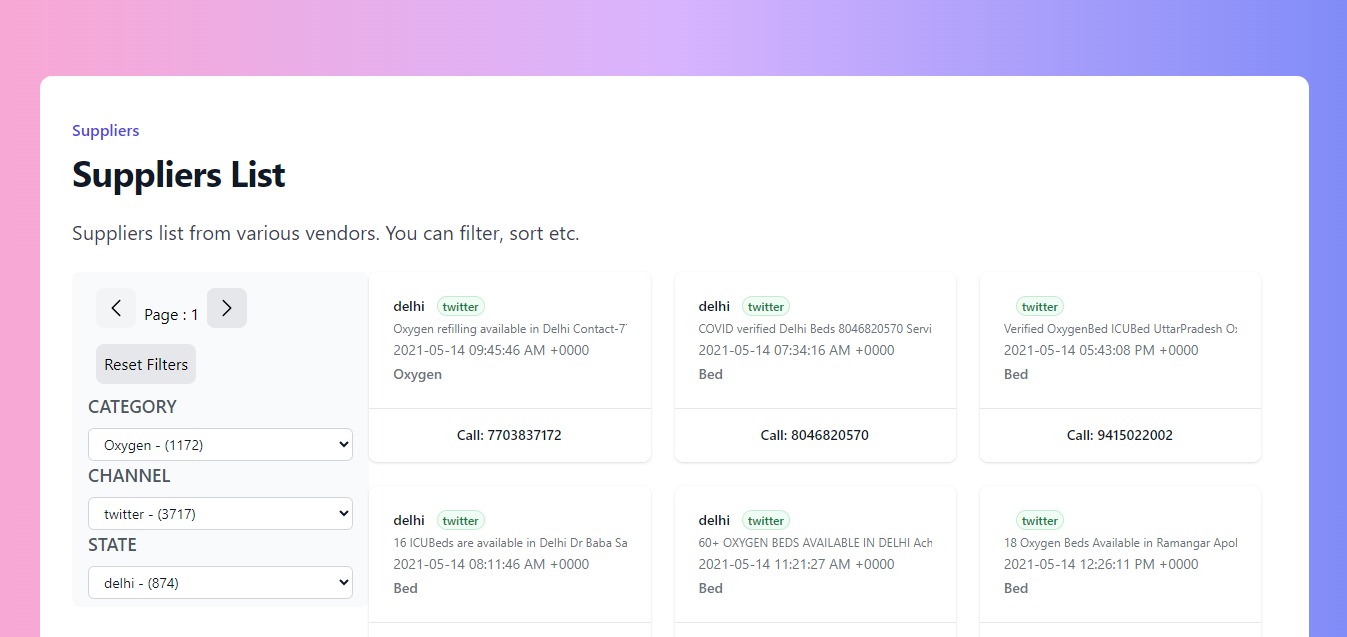 Suppliers
Suppliers List
Suppliers list from various vendors. You can filter, sort etc.
Page : 1
Reset Filters
CATEGORY
Oxygen - (1172)
CHANNEL
twitter - (3717)
STATE
delhi - (874)
delhi twitter
Oxygen refilling available in Delhi Contact-7
2021-05-14 09:45:46 AM +0000
Oxygen
Call: 7703837172
delhi twitter
COVID verified Delhi Beds 8046820570 Servi
2021-05-14 07:34:16 AM +0000
Bed
Call: 8046820570
twitter
Verified OxygenBed ICUBed UttarPradesh
2021-05-14 05:43:08 PM +0000
Bed
Call: 9415022002
delhi twitter
16 ICUBeds are available in Delhi Dr Baba Sa
2021-05-14 08:11:46 AM +0000
Bed
delhi twitter
60+ OXYGEN BEDS AVAILABLE IN DELHI Ach
2021-05-14 11:21:27 AM +0000
Bed
twitter
18 Oxygen Beds Available in Ramangar Apol
2021-05-14 12:26:11 PM +0000
Bed